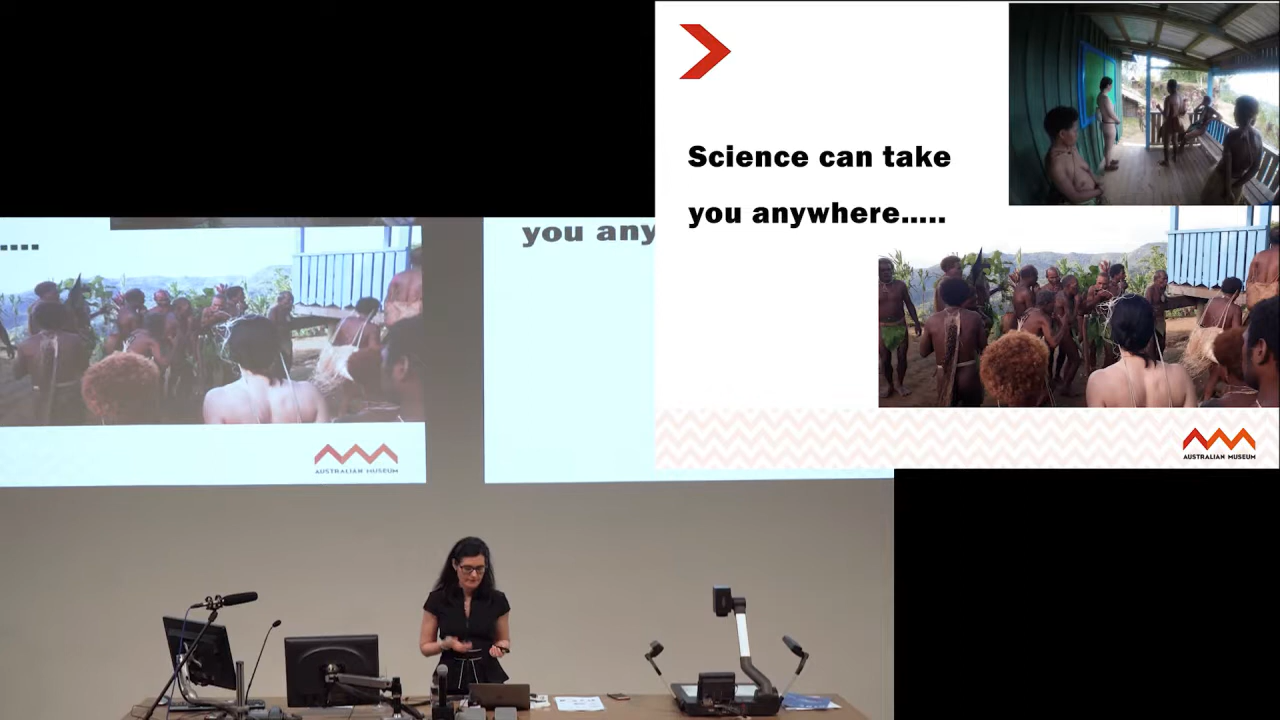 Science can take
you anywhere.....
AUSTRALIAN MUSEUM
....
you any
AUSTRALIAN MUSEUM